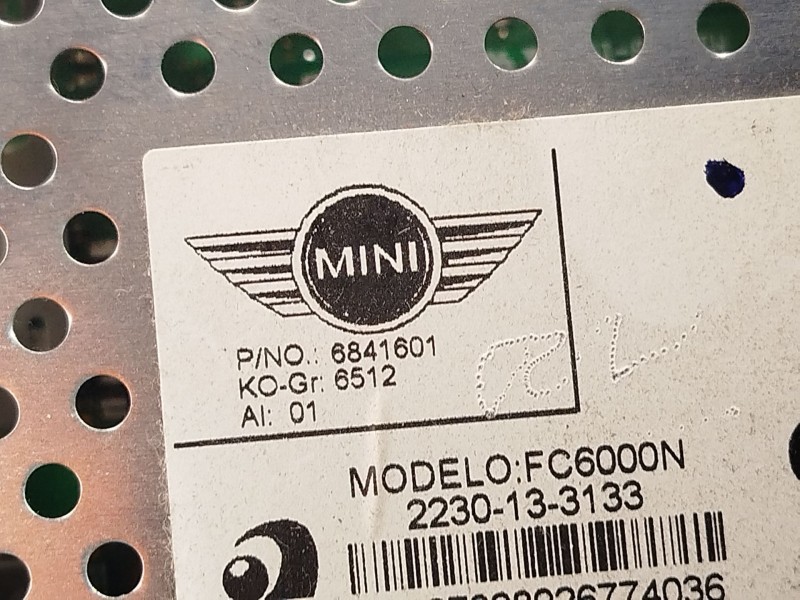 MINI
P/NO.: 6841601
KO-Gr: 6512
AI: 01
MODELO:FC6000N
2230-13-3133